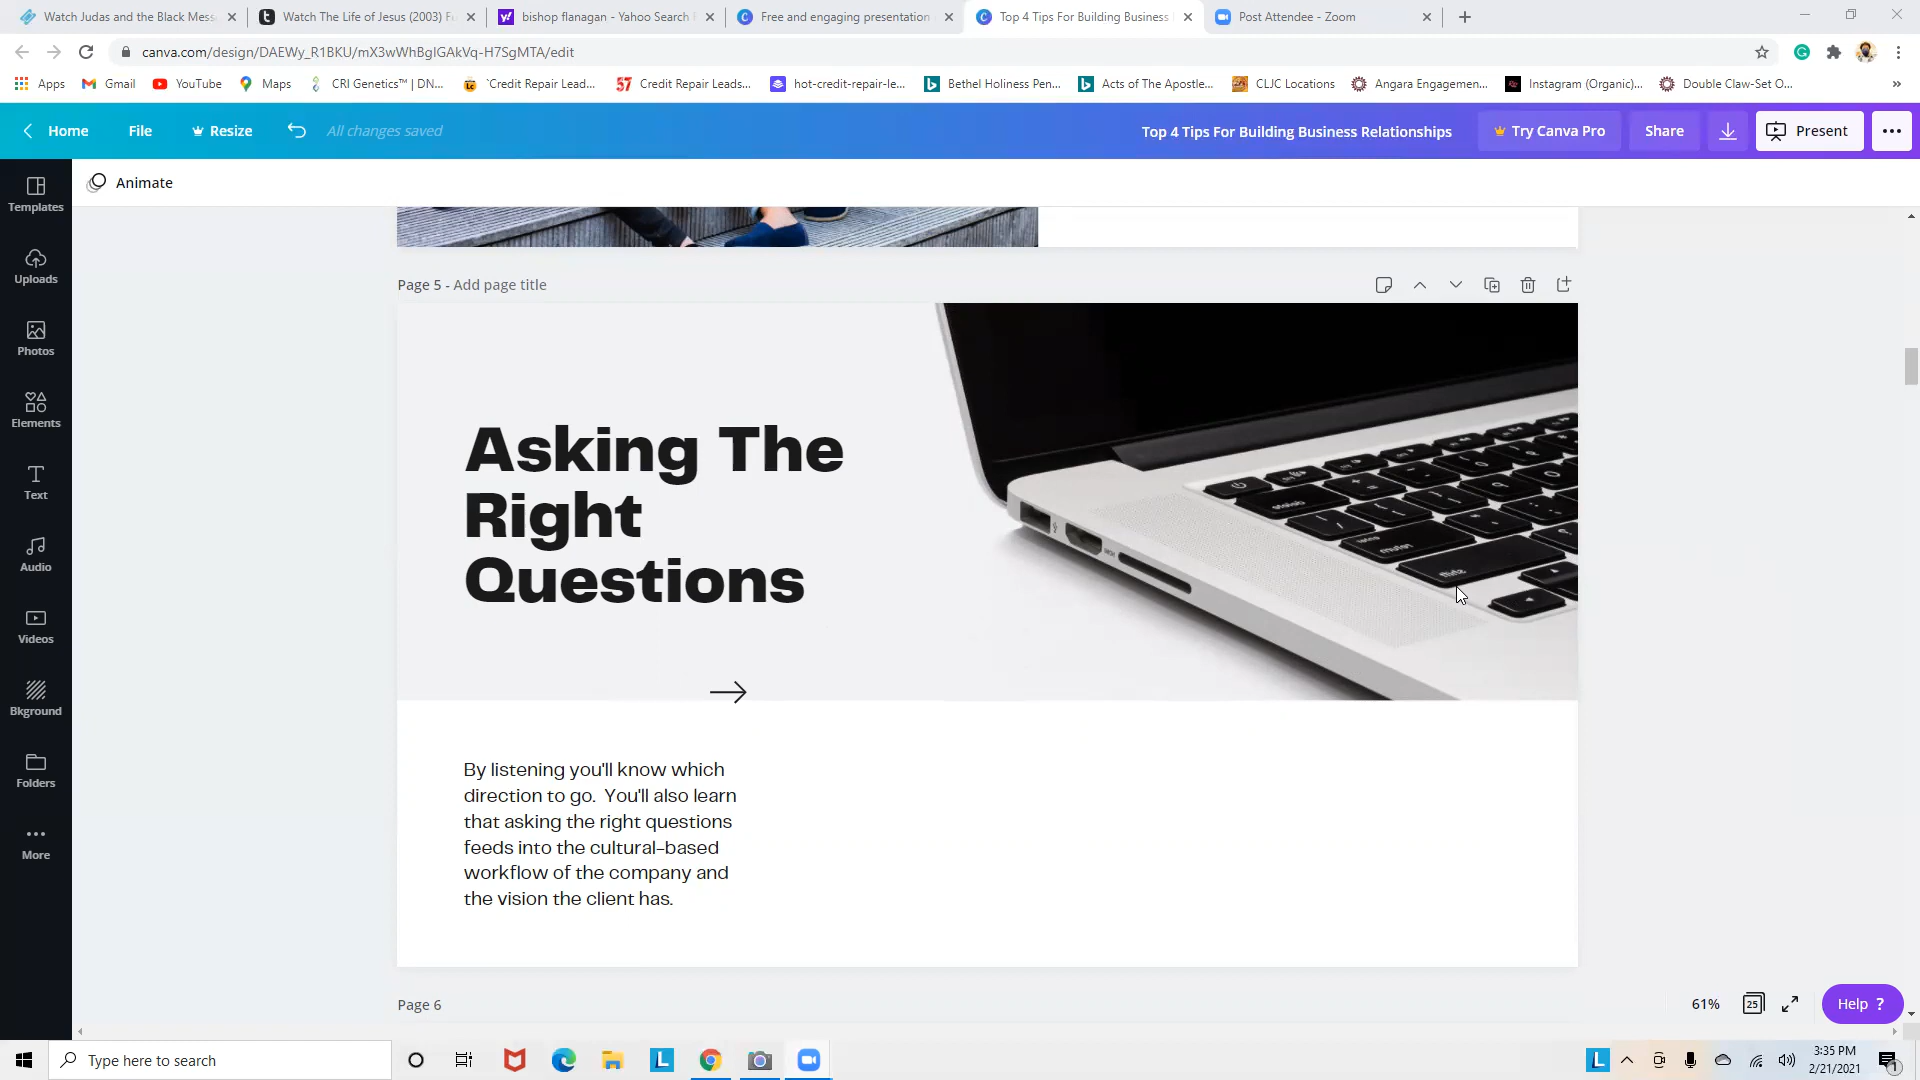 Watch Judas and the Black Mess
Watch The Life of Jesus (2003) Fu
bishop flanagan - Yahoo Search
Free and engaging presentation
Top 4 Tips For Building Business
Post Attendee - Zoom
canva.com/design/DAEWy_R1BKU/mX3wWhBglGAkVq-H7SgMTA/edit
Apps
Gmail
YouTube
Maps
CRI Genetics™ | DN...
`Credit Repair Lead...
Credit Repair Leads...
hot-credit-repair-le...
Bethel Holiness Pen...
Acts of The Apostle...
CLJC Locations
Angara Engagemen...
Instagram (Organic)...
Double Claw-Set O...
Home
File
Resize
All changes saved
Top 4 Tips For Building Business Relationships
Try Canva Pro
Share
Present
Animate
Templates
Uploads
Photos
Elements
Text
Audio
Videos
Bkground
Folders
More
Page 5 - Add page title
Asking The
Right
Questions
By listening you'll know which
direction to go.  You'll also learn
that asking the right questions
feeds into the cultural-based
workflow of the company and
the vision the client has.
Page 6
61%
25
Help ?
Type here to search
3:35 PM
2/21/2021